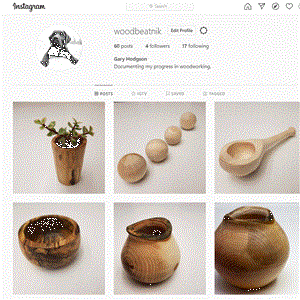 Instagram
Search
woodbeatnik Edit Profile
60 posts 4 followers 17 following
Gary Hodgson
Documenting my progress in woodworking.
POSTS IGTV SAVED TAGGED